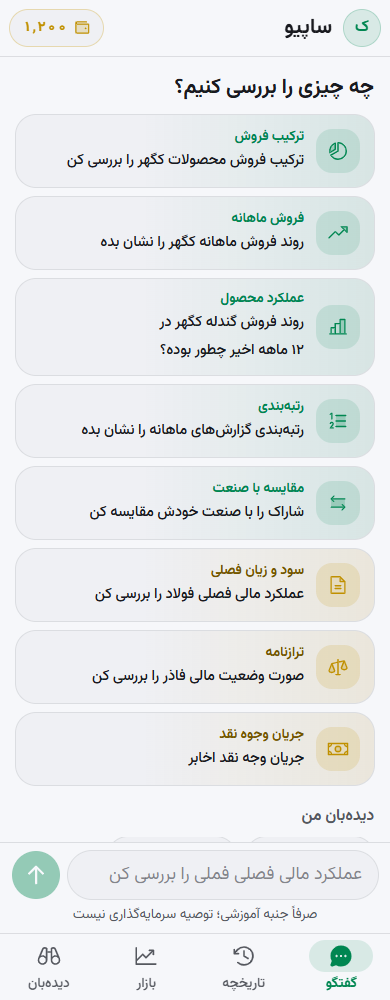 ک
ساپیو
۱,۲۰۰
چه چیزی را بررسی کنیم؟
ترکیب فروش
ترکیب فروش محصولات کگهر را بررسی کن
فروش ماهانه
روند فروش ماهانه کگهر را نشان بده
عملکرد محصول
روند فروش گندله کگهر در
۱۲ ماهه اخیر چطور بوده؟
رتبه‌بندی
رتبه‌بندی گزارش‌های ماهانه را نشان بده
مقایسه با صنعت
شاراک را با صنعت خودش مقایسه کن
سود و زیان فصلی
عملکرد مالی فصلی فولاد را بررسی کن
ترازنامه
صورت وضعیت مالی فاذر را بررسی کن
جریان وجوه نقد
جریان وجه نقد اخابر
دیده‌بان من
عملکرد مالی فصلی فملی را بررسی کن
صرفاً جنبه آموزشی؛ توصیه سرمایه‌گذاری نیست
گفتگو
تاریخچه
بازار
دیده‌بان